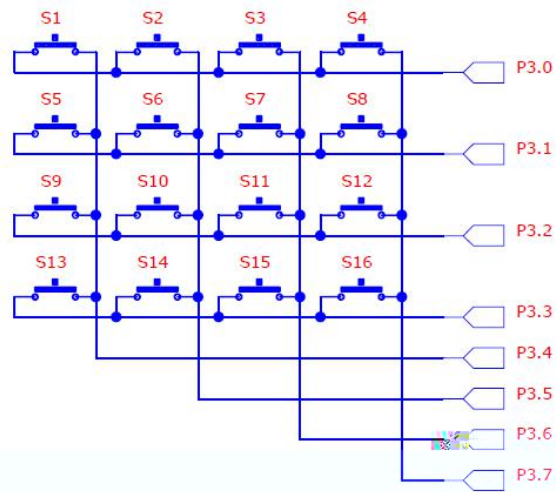 S1 S2 S3 S4
P3.0
S5 S6 S7 S8
P3.1
S9 S10 S11 S12
P3.2
S13 S14 S15 S16
P3.3
P3.4
P3.5
P3.6
P3.7